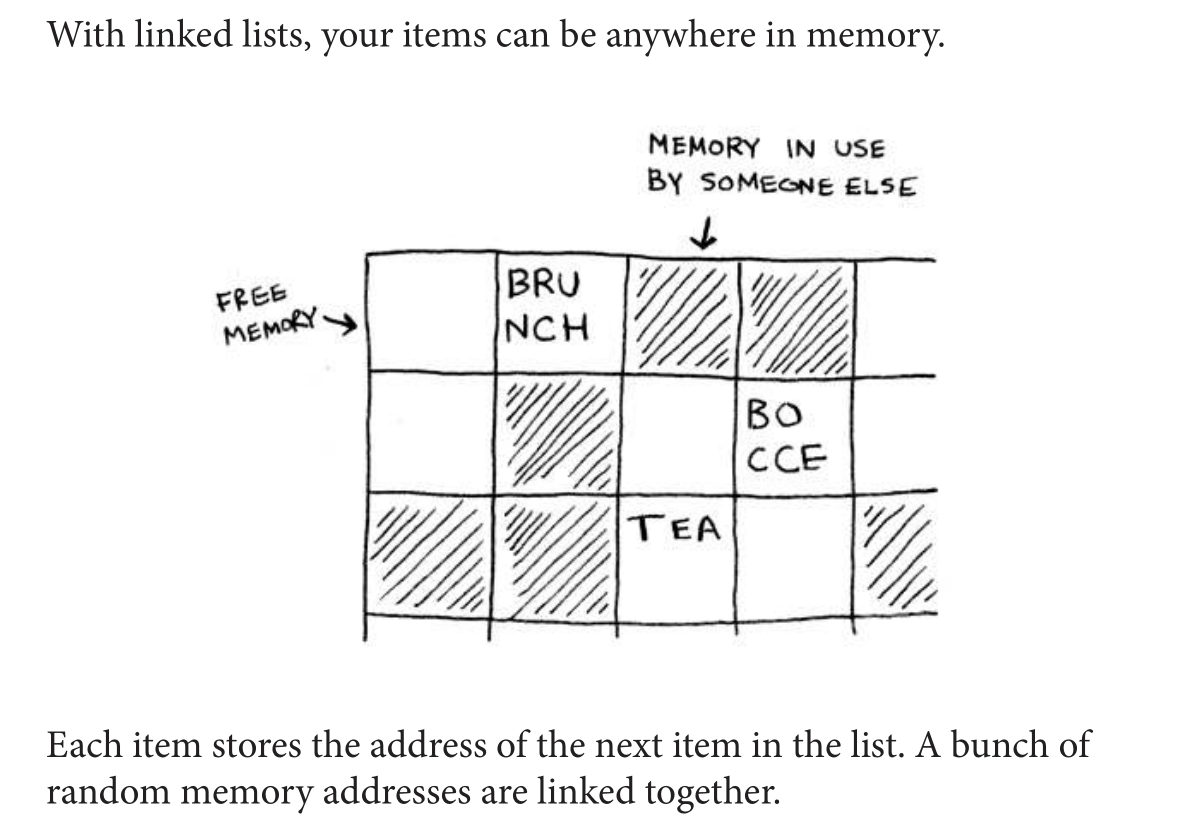 With linked lists, your items can be anywhere in memory.
MEMORY IN USE
BY SOMEONE ELSE
FREE
MEMORY
BRU
NCH
BO
CCE
TEA
Each item stores the address of the next item in the list. A bunch of
random memory addresses are linked together.